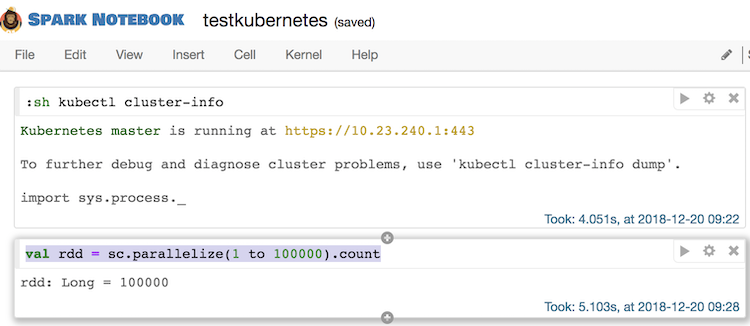 SPARK NOTEBOOK testkubernetes (saved)
File Edit View Insert Cell Kernel Help
:sh kubectl cluster-info
Kubernetes master is running at https://10.23.240.1:443
To further debug and diagnose cluster problems, use 'kubectl cluster-info dump'.
import sys.process._
Took: 4.051s, at 2018-12-20 09:22
val rdd = sc.parallelize(1 to 100000).count
rdd: Long = 100000
Took: 5.103s, at 2018-12-20 09:28